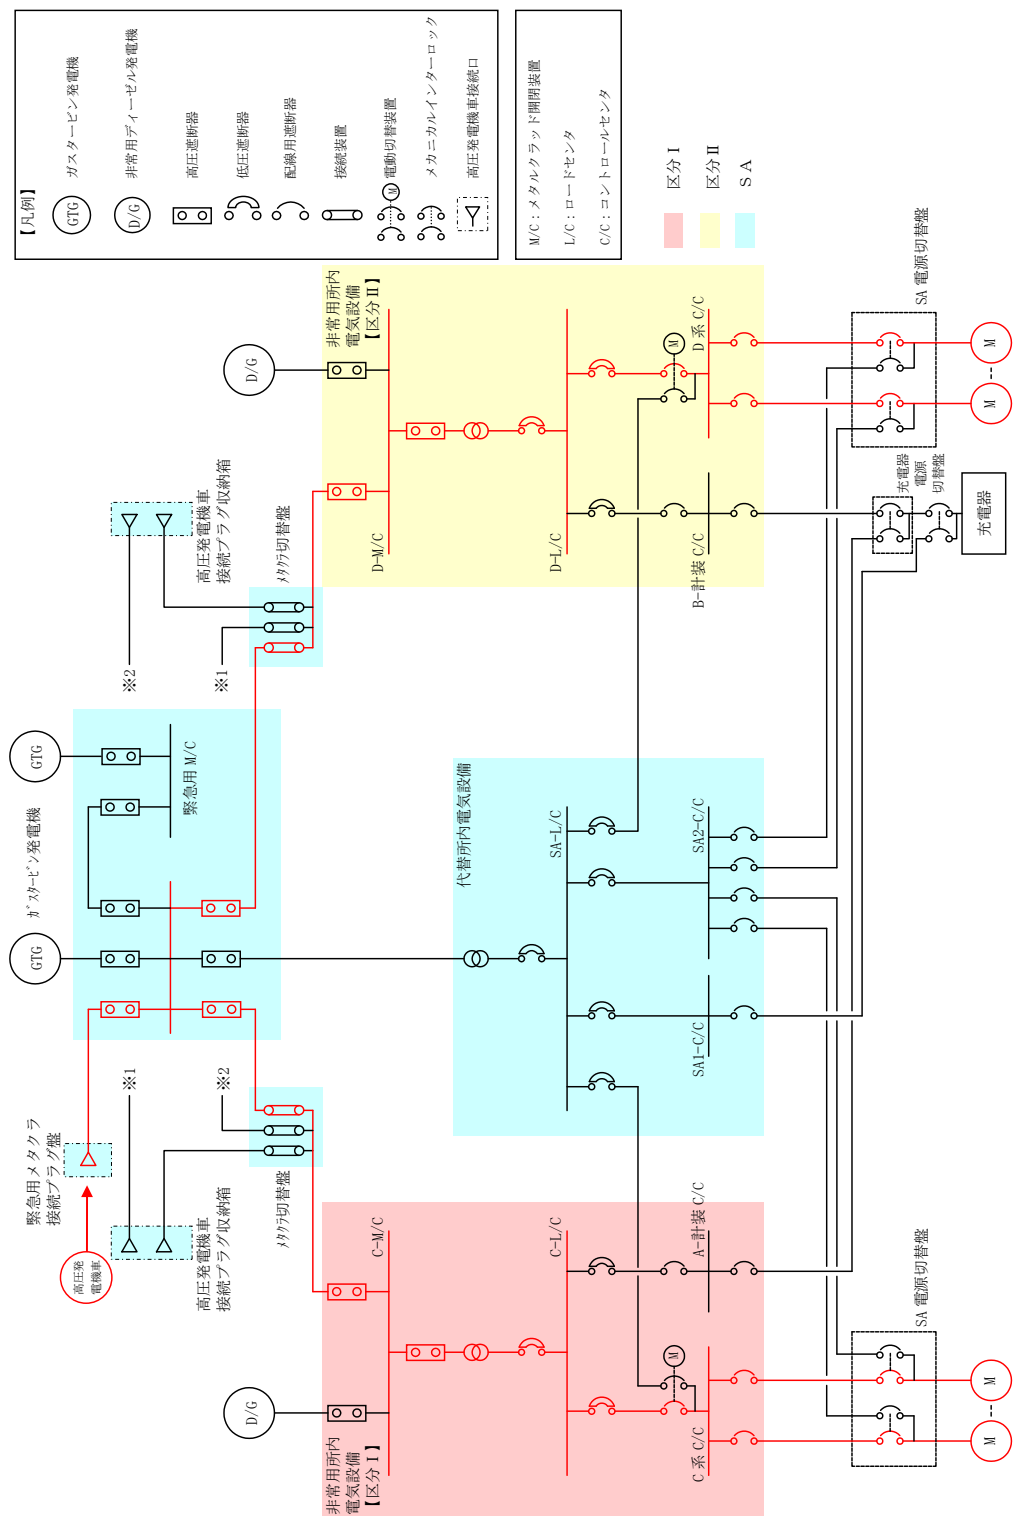 【凡例】
GTG
ガスタービン発電機
D/G
非常用ディーゼル発電機
高圧遮断器
低圧遮断器
配線用遮断器
接続装置
M
電動切替装置
メカニカルインターロック
高圧発電機車接続口
M/C：メタルクラッド開閉装置
L/C：ロードセンタ
C/C：コントロールセンタ
区分Ⅰ
区分Ⅱ
ＳＡ
ｶﾞｽﾀｰﾋﾞﾝ発電機
GTG
GTG
緊急用 M/C
緊急用メタクラ
接続プラグ盤
高圧発
電機車
※1
※2
高圧発電機車
接続プラグ収納箱
ﾒﾀｸﾗ切替盤
※2
※1
高圧発電機車
接続プラグ収納箱
ﾒﾀｸﾗ切替盤
D/G
非常用所内
電気設備
【区分Ⅰ】
C-M/C
C-L/C
M
C 系 C/C
A-計装 C/C
代替所内電気設備
SA-L/C
SA1-C/C
SA2-C/C
D/G
非常用所内
電気設備
【区分Ⅱ】
D-M/C
D-L/C
M
D 系 C/C
B-計装 C/C
SA 電源切替盤
M
M
SA 電源切替盤
M
M
充電器
電源
切替盤
充電器